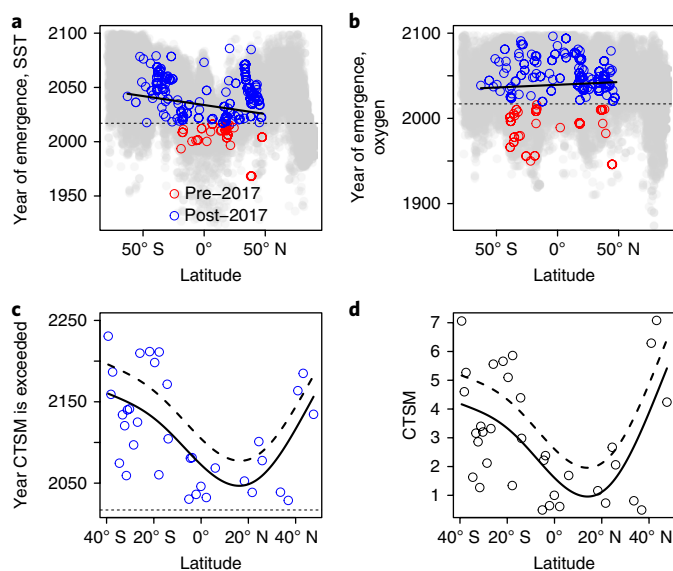 a
2100
2050
2000
1950
Year of emergence, SST
Pre–2017
Post–2017
50° S
0°
50° N
Latitude
b
2100
2000
1900
Year of emergence,
oxygen
50° S
0°
50° N
Latitude
c
2250
2150
2050
Year CTSM is exceeded
40° S
20° S
0°
20° N
40° N
Latitude
d
7
6
5
4
3
2
1
CTSM
40° S
20° S
0°
20° N
40° N
Latitude